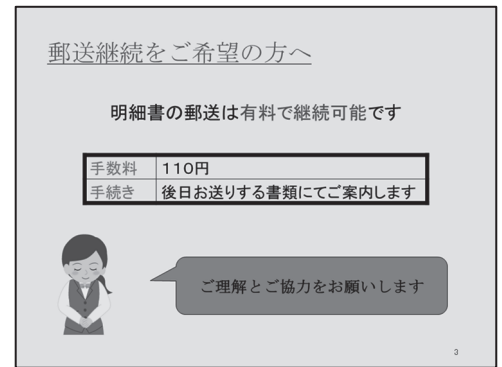 郵送継続をご希望の方へ
明細書の郵送は有料で継続可能です
手数料 110円
手続き 後日お送りする書類にてご案内します
ご理解とご協力をお願いします
3